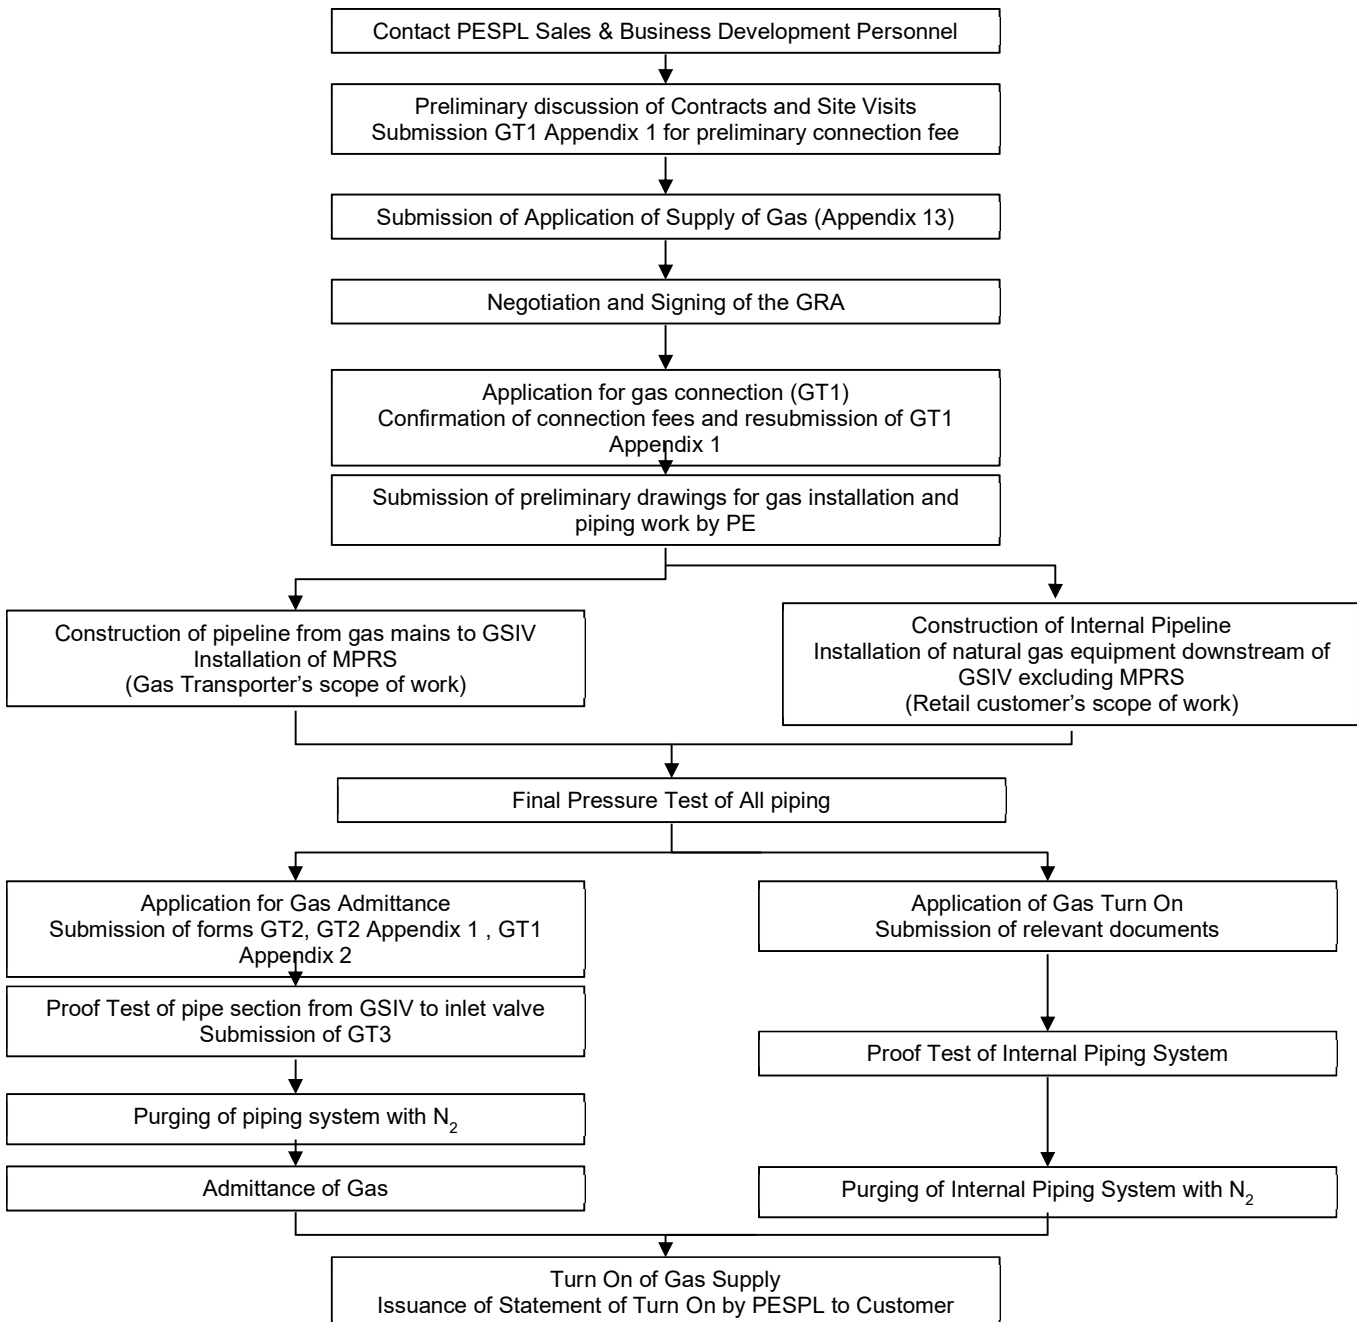 Contact PESPL Sales & Business Development Personnel
Preliminary discussion of Contracts and Site Visits
Submission GT1 Appendix 1 for preliminary connection fee
Submission of Application of Supply of Gas (Appendix 13)
Negotiation and Signing of the GRA
Application for gas connection (GT1)
Confirmation of connection fees and resubmission of GT1
Appendix 1
Submission of preliminary drawings for gas installation and
piping work by PE
Construction of pipeline from gas mains to GSIV
Installation of MPRS
(Gas Transporter's scope of work)
Construction of Internal Pipeline
Installation of natural gas equipment downstream of
GSIV excluding MPRS
(Retail customer's scope of work)
Final Pressure Test of All piping
Application for Gas Admittance
Submission of forms GT2, GT2 Appendix 1 , GT1
Appendix 2
Application of Gas Turn On
Submission of relevant documents
Proof Test of pipe section from GSIV to inlet valve
Submission of GT3
Proof Test of Internal Piping System
Purging of piping system with N₂
Admittance of Gas
Purging of Internal Piping System with N₂
Turn On of Gas Supply
Issuance of Statement of Turn On by PESPL to Customer